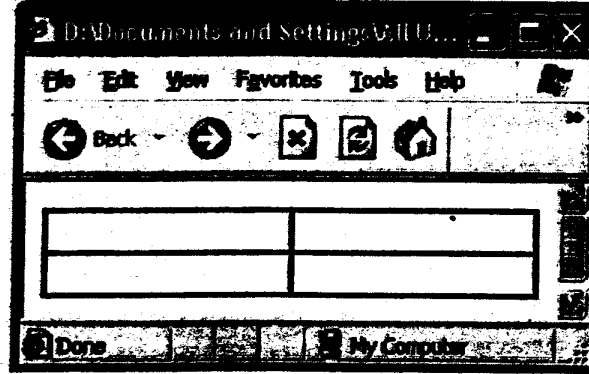 D:\Documents and Settings\All U...
File Edit View Favorites Tools Help
Back
Done My Computer